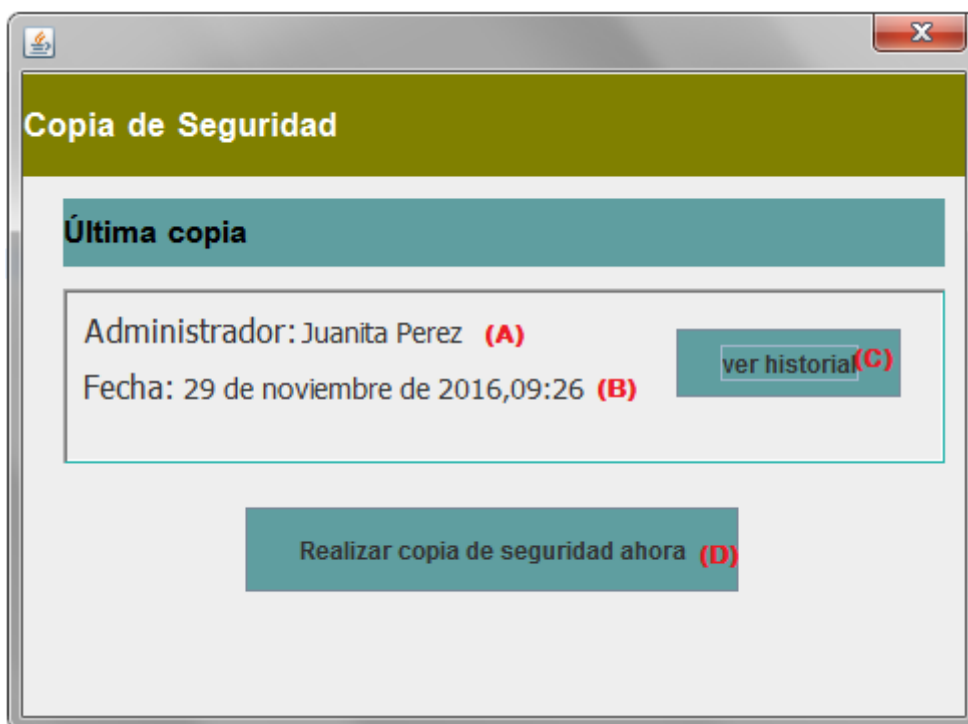 Copia de Seguridad
Última copia
Administrador: Juanita Perez (A)
Fecha: 29 de noviembre de 2016,09:26 (B)
ver historial (C)
Realizar copia de seguridad ahora (D)